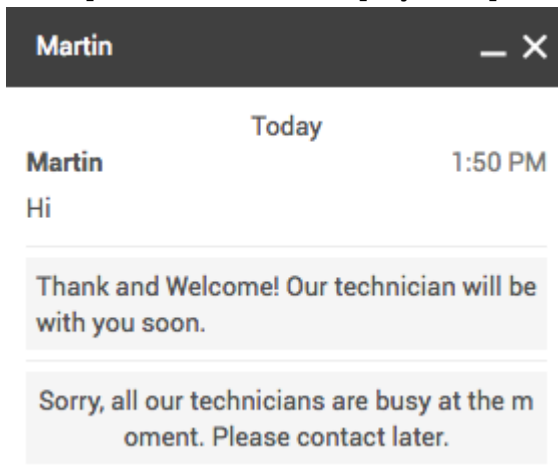 Martin
Today
Martin 1:50 PM
Hi
Thank and Welcome! Our technician will be
with you soon.
Sorry, all our technicians are busy at the m
oment. Please contact later.